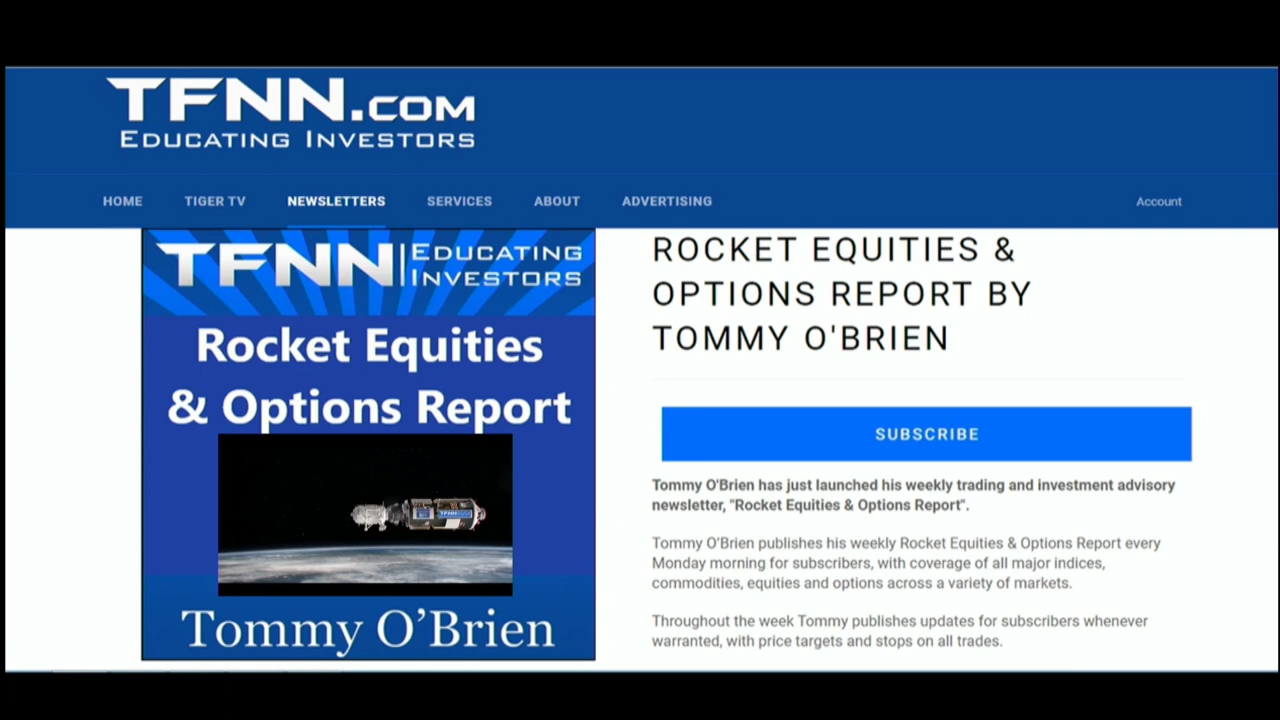 TFNN.COM
EDUCATING INVESTORS
HOME TIGER TV NEWSLETTERS SERVICES ABOUT ADVERTISING Account
TFNN EDUCATING
INVESTORS
Rocket Equities
& Options Report
TFNN
Tommy O'Brien
ROCKET EQUITIES &
OPTIONS REPORT BY
TOMMY O'BRIEN
SUBSCRIBE
Tommy O'Brien has just launched his weekly trading and investment advisory
newsletter, "Rocket Equities & Options Report".
Tommy O'Brien publishes his weekly Rocket Equities & Options Report every
Monday morning for subscribers, with coverage of all major indices,
commodities, equities and options across a variety of markets.
Throughout the week Tommy publishes updates for subscribers whenever
warranted, with price targets and stops on all trades.